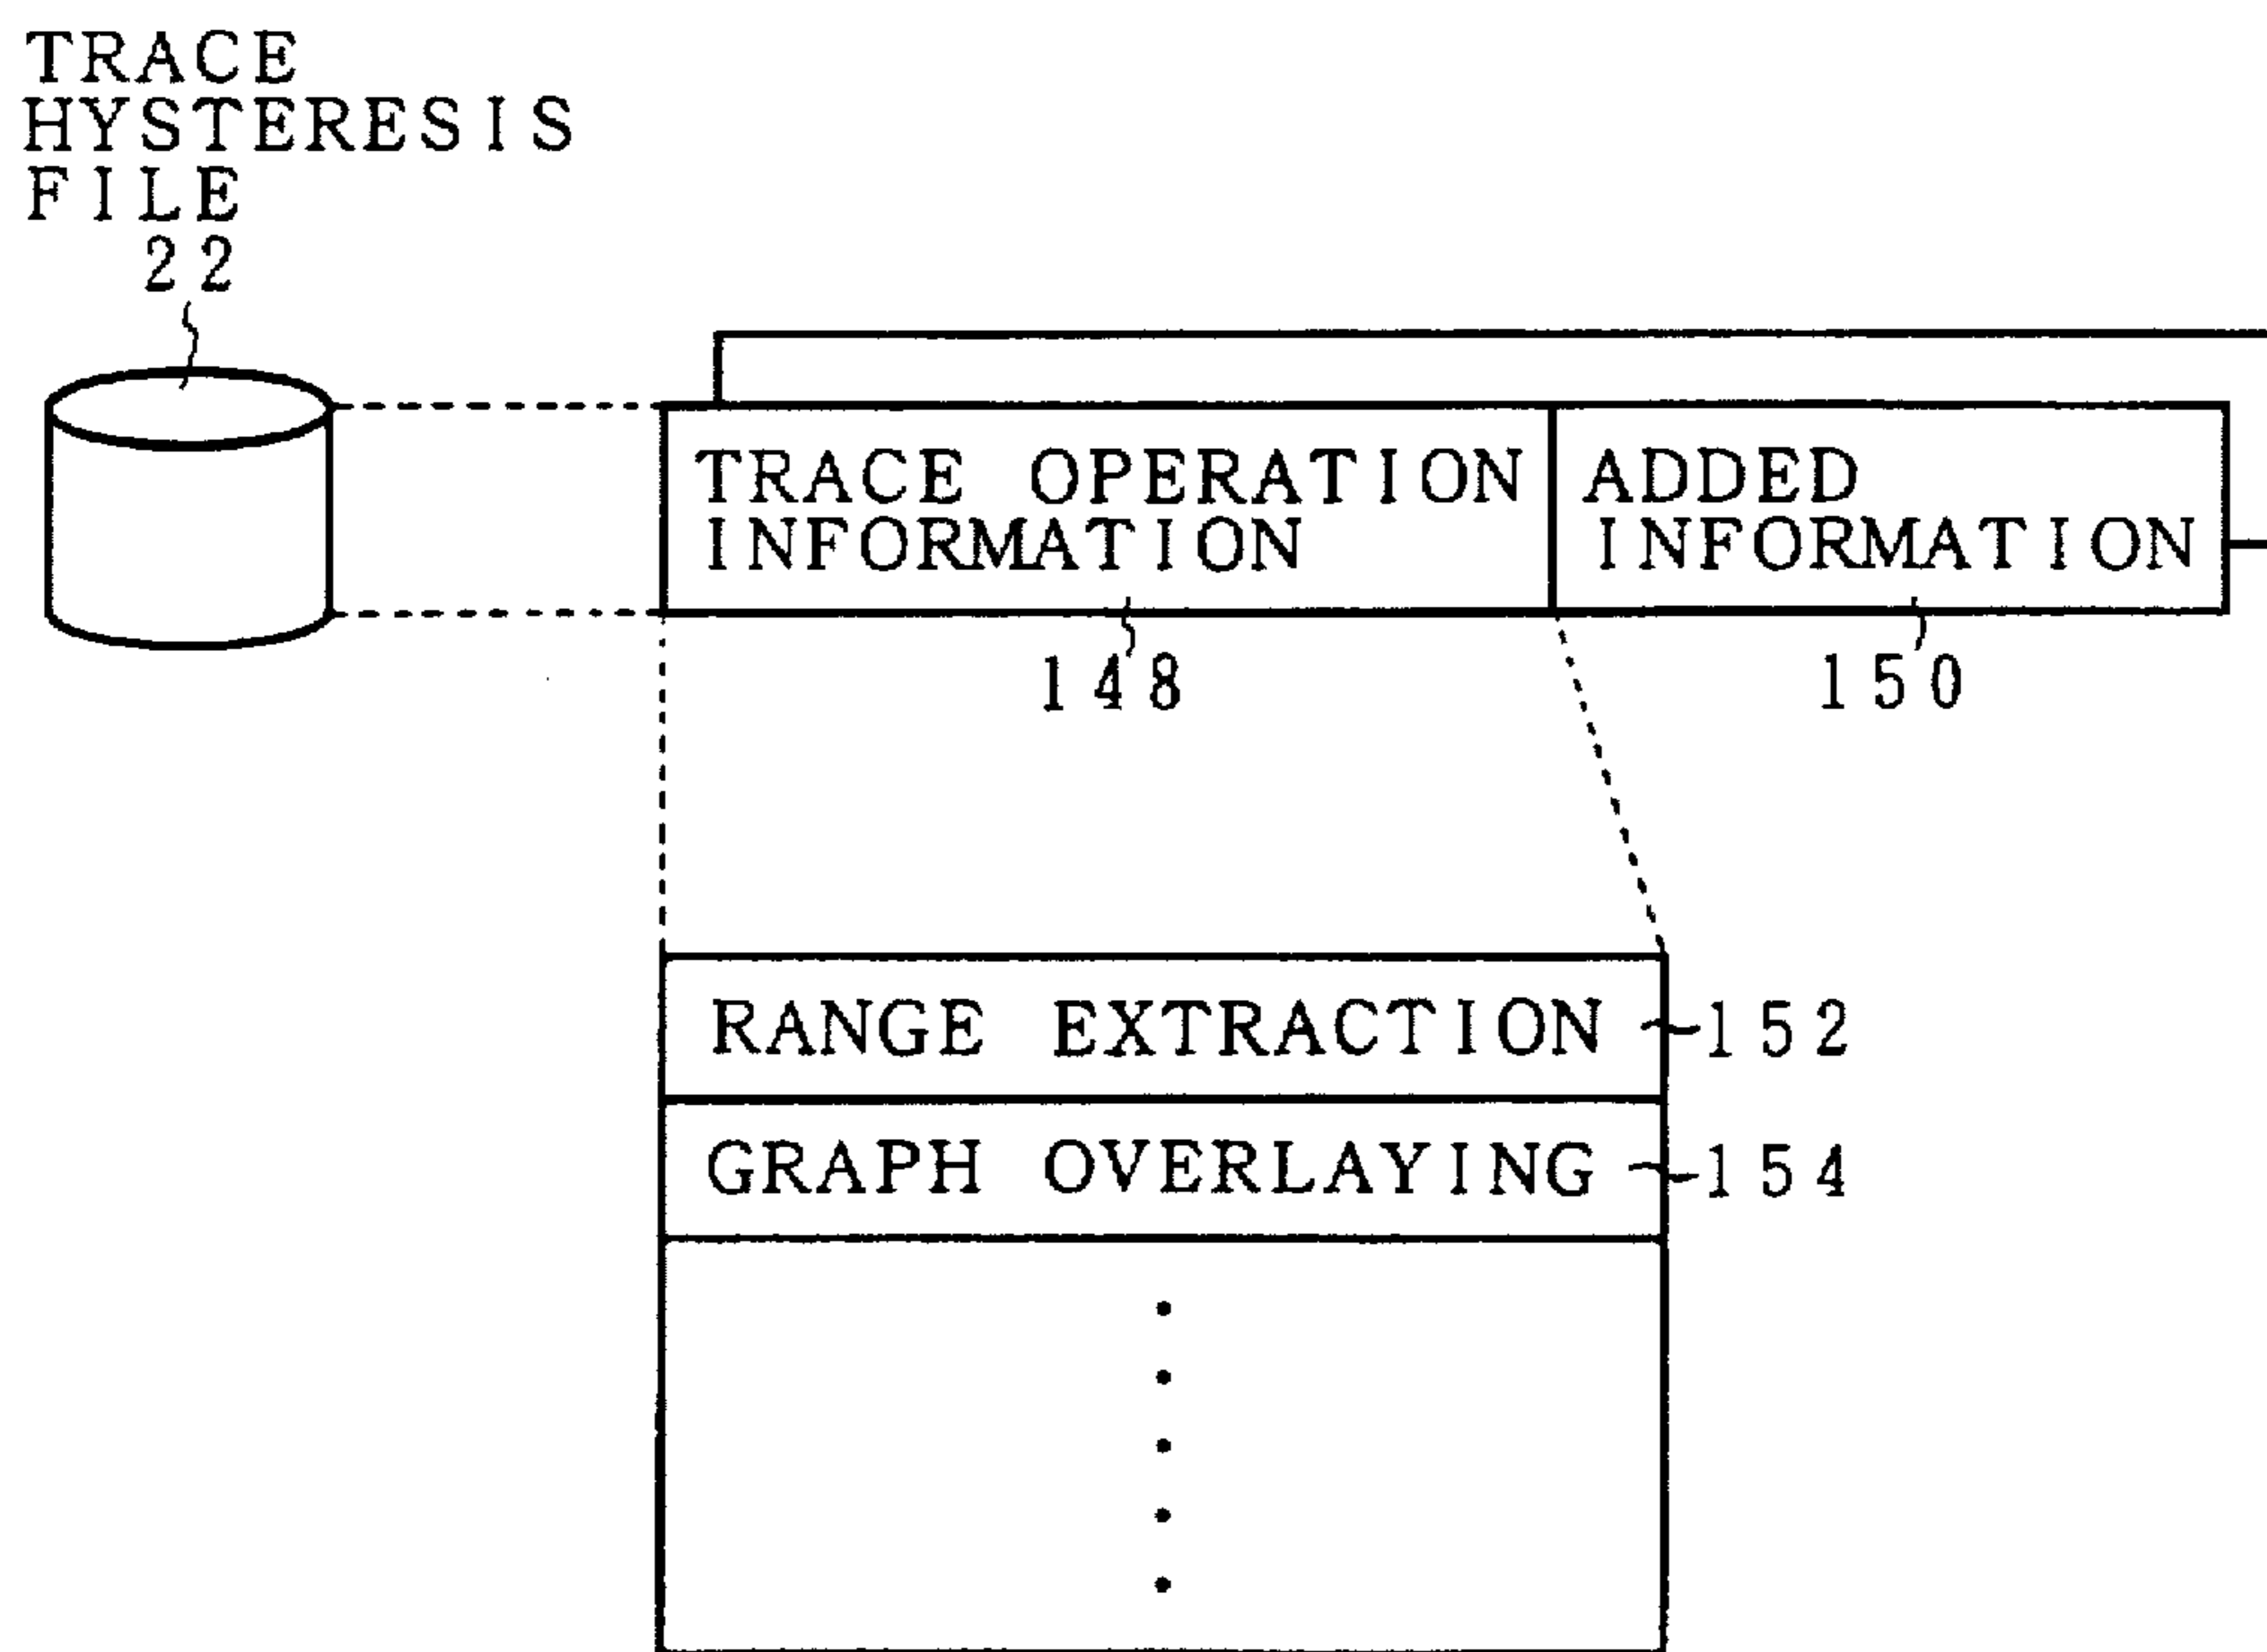 TRACE
HYSTERESIS
FILE
22
TRACE OPERATION
INFORMATION
ADDED
INFORMATION
148
150
RANGE EXTRACTION
152
GRAPH OVERLAYING
154